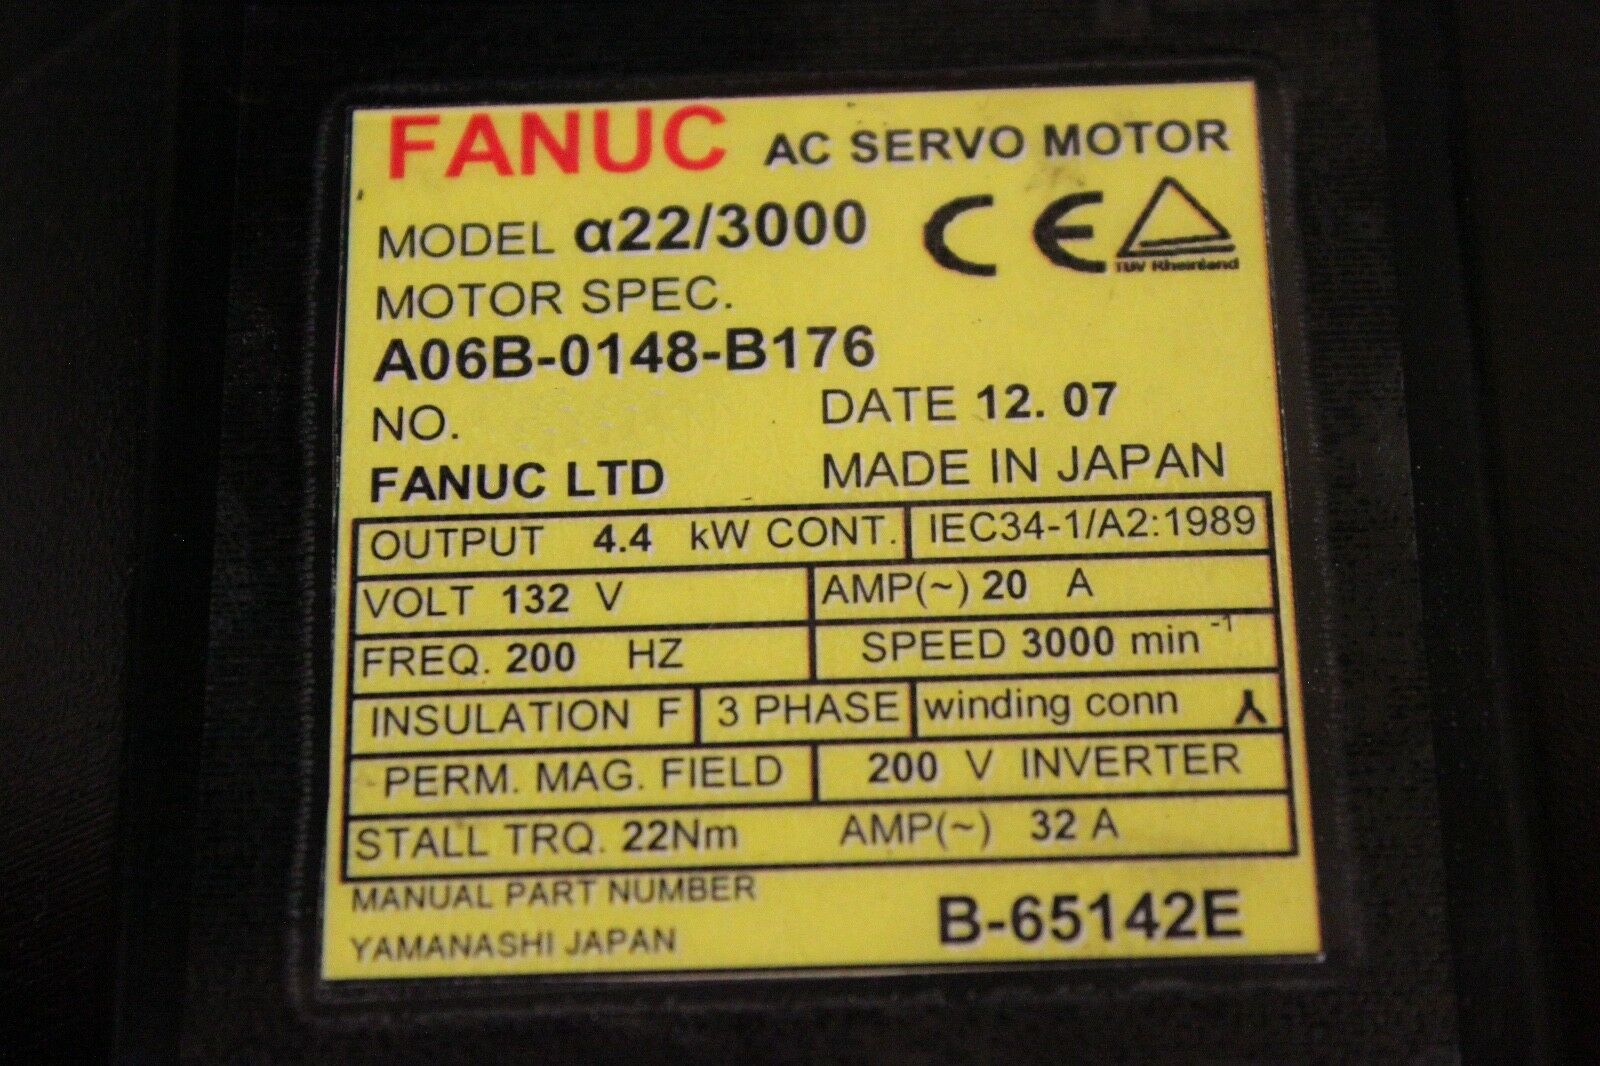 FANUC AC SERVO MOTOR
MODEL α22/3000
CE
TÜV Rheinland
MOTOR SPEC.
A06B-0148-B176
NO.
DATE 12. 07
FANUC LTD
MADE IN JAPAN
OUTPUT 4.4 kW CONT. IEC34-1/A2:1989
VOLT 132 V AMP(~) 20 A
FREQ. 200 HZ SPEED 3000 min⁻¹
INSULATION F 3 PHASE winding conn
PERM. MAG. FIELD 200 V INVERTER
STALL TRQ. 22Nm AMP(~) 32 A
MANUAL PART NUMBER
YAMANASHI JAPAN
B-65142E